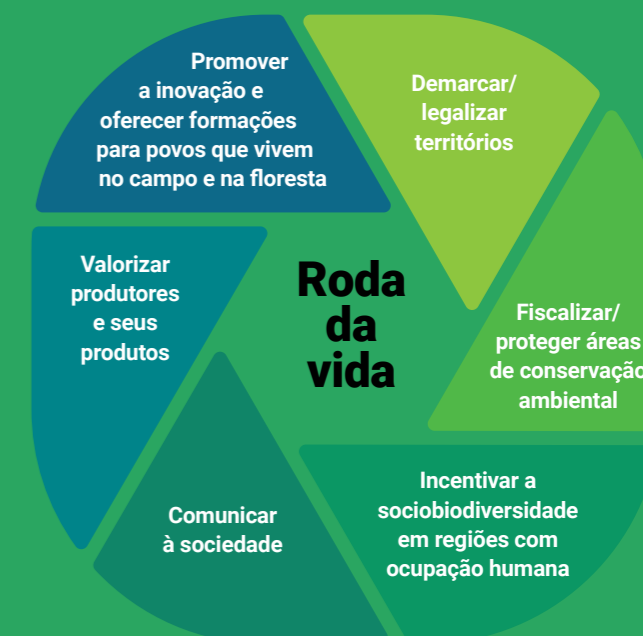 Promover
a inovação e
oferecer formações
para povos que vivem
no campo e na floresta
Demarcar/
legalizar
territórios
Fiscalizar/
proteger áreas
de conservação
ambiental
Incentivar a
sociobiodiversidade
em regiões com
ocupação humana
Comunicar
à sociedade
Valorizar
produtores
e seus
produtos
Roda
da
vida